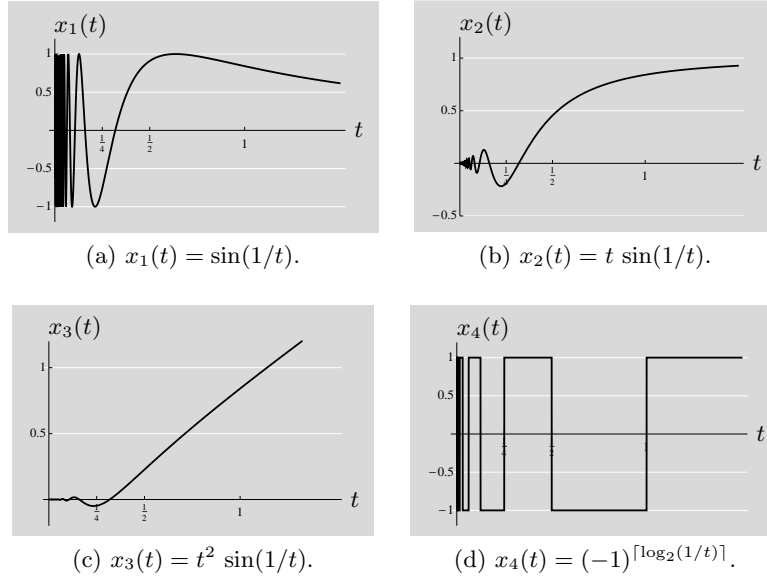 x₁(t)
1
0.5
−0.5
−1
1/4
1/2
1
t
(a) x₁(t) = sin(1/t).
x₂(t)
1
0.5
−0.5
1/4
1/2
1
t
(b) x₂(t) = t sin(1/t).
x₃(t)
1
0.5
1/4
1/2
1
t
(c) x₃(t) = t² sin(1/t).
x₄(t)
1
0.5
−0.5
−1
1/4
1/2
1
t
(d) x₄(t) = (−1)^⌈log₂(1/t)⌉.